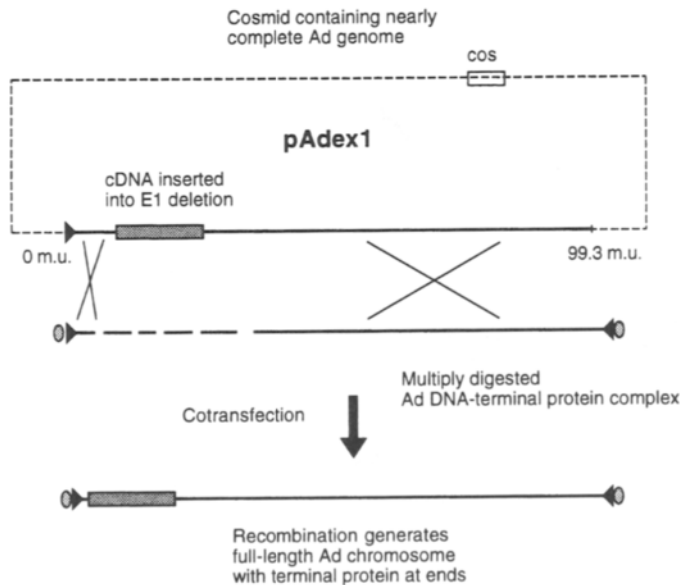 Cosmid containing nearly
complete Ad genome
cos
pAdex1
cDNA inserted
into E1 deletion
0 m.u.
99.3 m.u.
Multiply digested
Ad DNA-terminal protein complex
Cotransfection
Recombination generates
full-length Ad chromosome
with terminal protein at ends